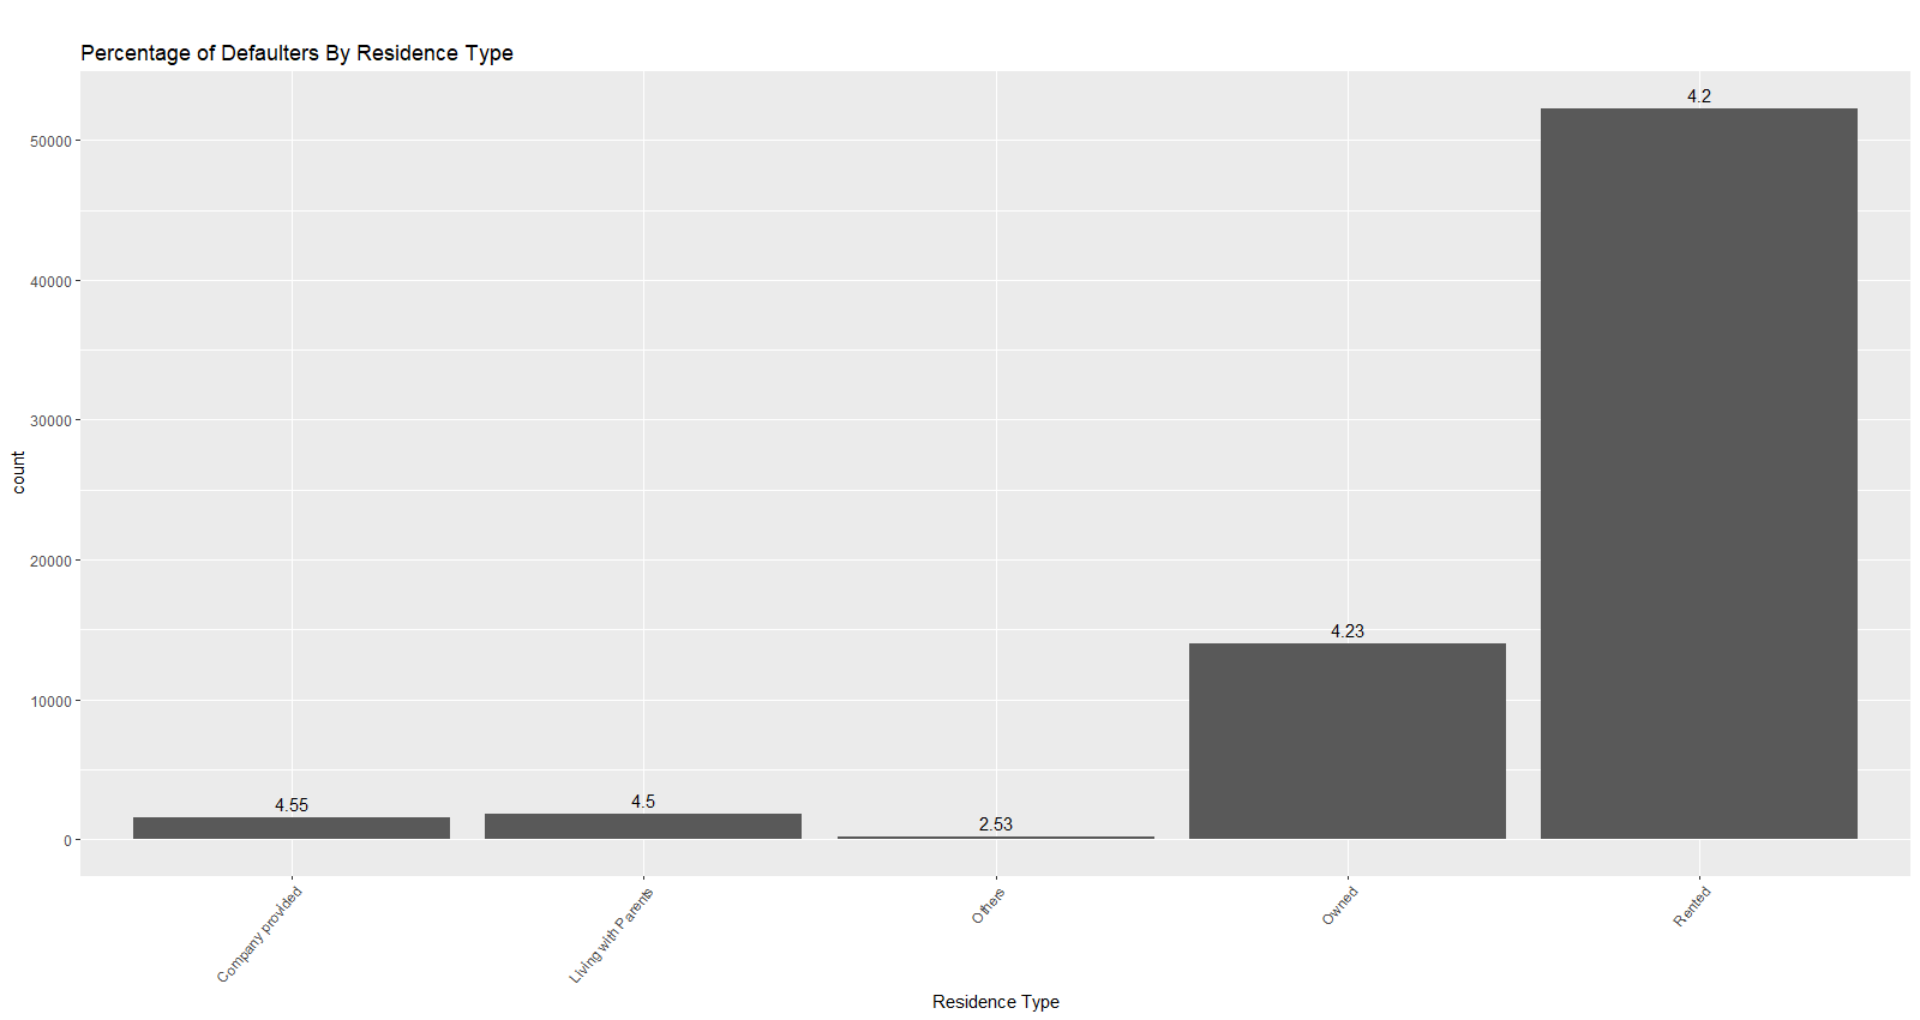 Percentage of Defaulters By Residence Type
count
50000
40000
30000
20000
10000
0
4.55
4.5
2.53
4.23
4.2
Company provided
Living with Parents
Others
Owned
Rented
Residence Type